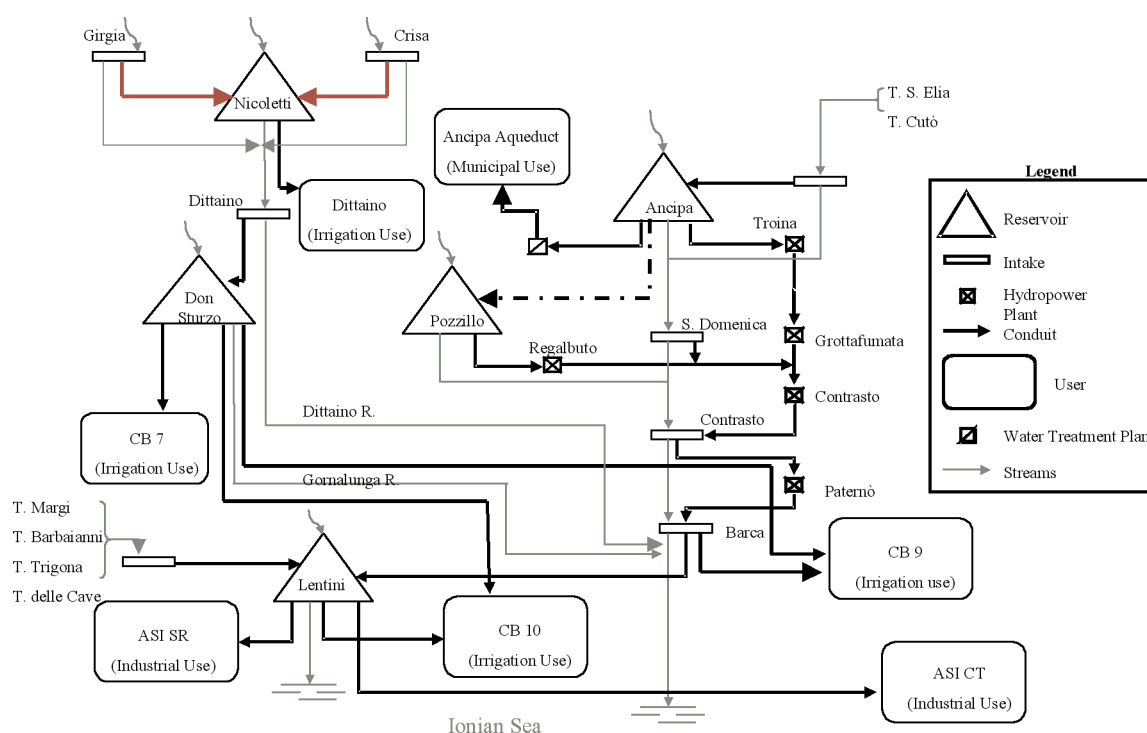 Girgia
Crisa
Nicoletti
T. S. Elia
T. Cutò
Ancipa Aqueduct
(Municipal Use)
Legend
Dittaino
Dittaino
(Irrigation Use)
Ancipa
Troina
Reservoir
Intake
Don
Sturzo
Pozzillo
S. Domenica
Hydropower
Plant
Grottafumata
Conduit
Regalbuto
User
Contrasto
Dittaino R.
Contrasto
CB 7
(Irrigation Use)
Water Treatment Plan
Streams
Gornalunga R.
Paternò
T. Margi
T. Barbaianni
T. Trigona
T. delle Cave
Barca
CB 9
(Irrigation use)
Lentini
ASI SR
(Industrial Use)
CB 10
(Irrigation Use)
ASI CT
(Industrial Use)
Ionian Sea